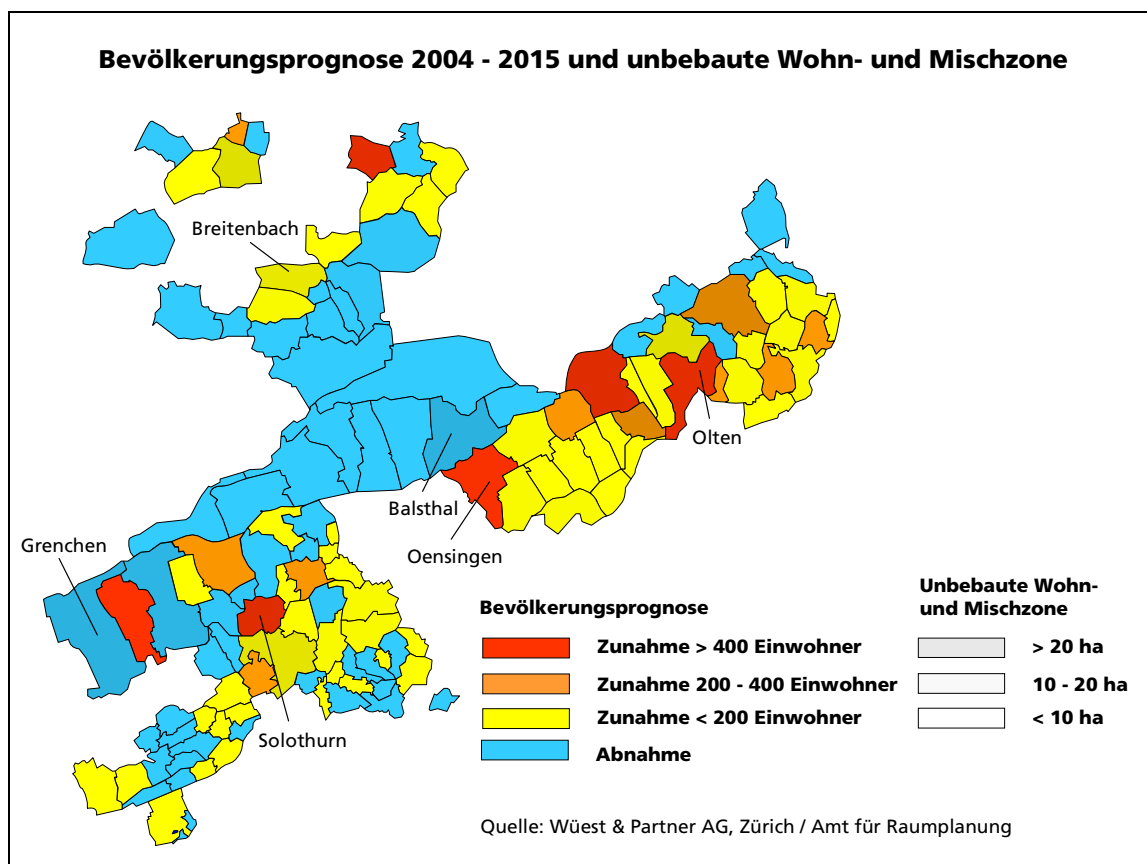 Bevölkerungsprognose 2004 - 2015 und unbebaute Wohn- und Mischzone
Breitenbach
Olten
Balsthal
Oensingen
Grenchen
Solothurn
Bevölkerungsprognose
Zunahme > 400 Einwohner
Zunahme 200 - 400 Einwohner
Zunahme < 200 Einwohner
Abnahme
Unbebaute Wohn-
und Mischzone
> 20 ha
10 - 20 ha
< 10 ha
Quelle: Wüest & Partner AG, Zürich / Amt für Raumplanung